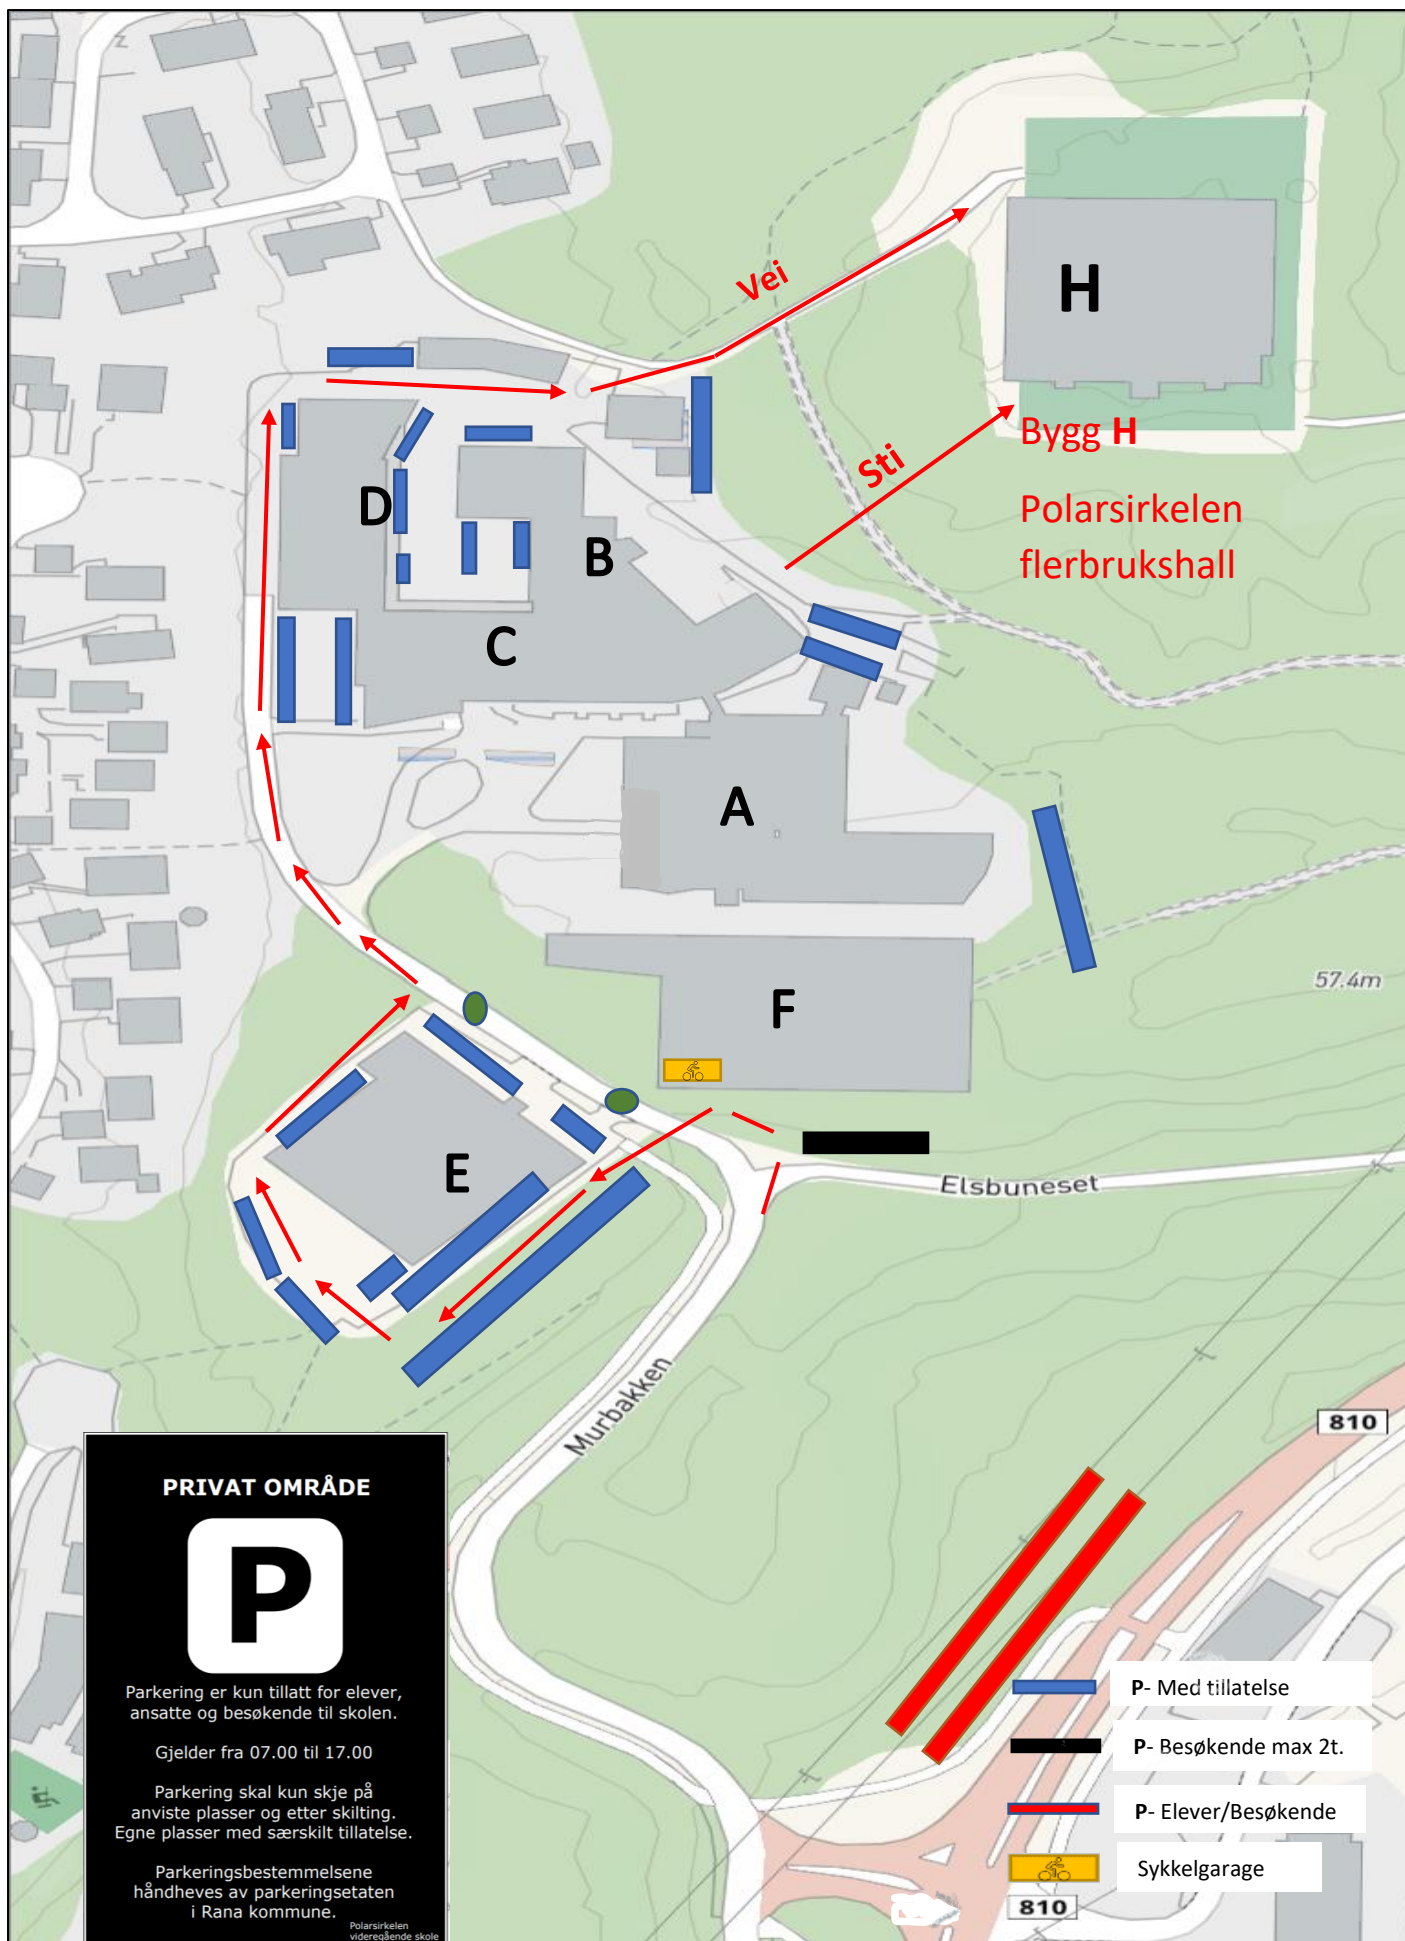 Vei
H
Sti
Bygg H
Polarsirkelen
flerbrukshall
D
B
C
A
57.4m
F
E
Elsbuneset
Murbakken
810
PRIVAT OMRÅDE
P
Parkering er kun tillatt for elever,
ansatte og besøkende til skolen.
Gjelder fra 07.00 til 17.00
Parkering skal kun skje på
anviste plasser og etter skilting.
Egne plasser med særskilt tillatelse.
Parkeringsbestemmelsene
håndheves av parkeringsetaten
i Rana kommune.
Polarsirkelen
videregående skole
P- Med tillatelse
P- Besøkende max 2t.
P- Elever/Besøkende
Sykkelgarage
810